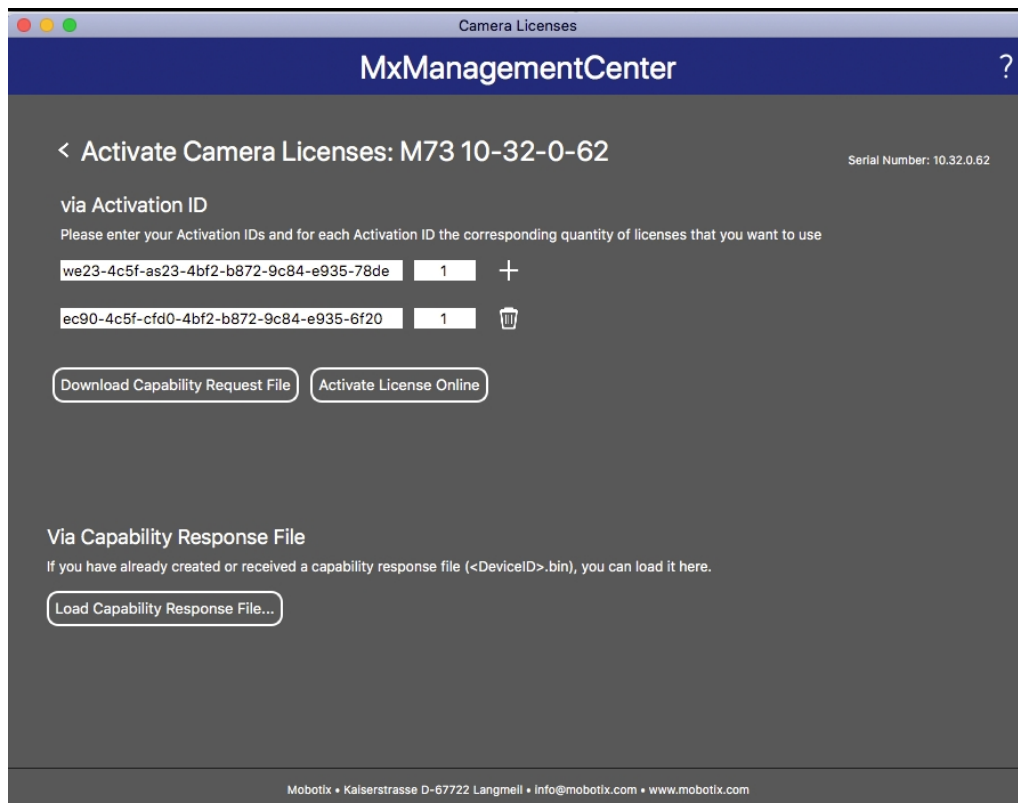 Camera Licenses
MxManagementCenter
?
< Activate Camera Licenses: M73 10-32-0-62
Serial Number: 10.32.0.62
via Activation ID
Please enter your Activation IDs and for each Activation ID the corresponding quantity of licenses that you want to use
we23-4c5f-as23-4bf2-b872-9c84-e935-78de 1 +
ec90-4c5f-cfd0-4bf2-b872-9c84-e935-6f20 1
Download Capability Request File Activate License Online
Via Capability Response File
If you have already created or received a capability response file (<DeviceID>.bin), you can load it here.
Load Capability Response File...
Mobotix • Kaiserstrasse D-67722 Langmeil • info@mobotix.com • www.mobotix.com